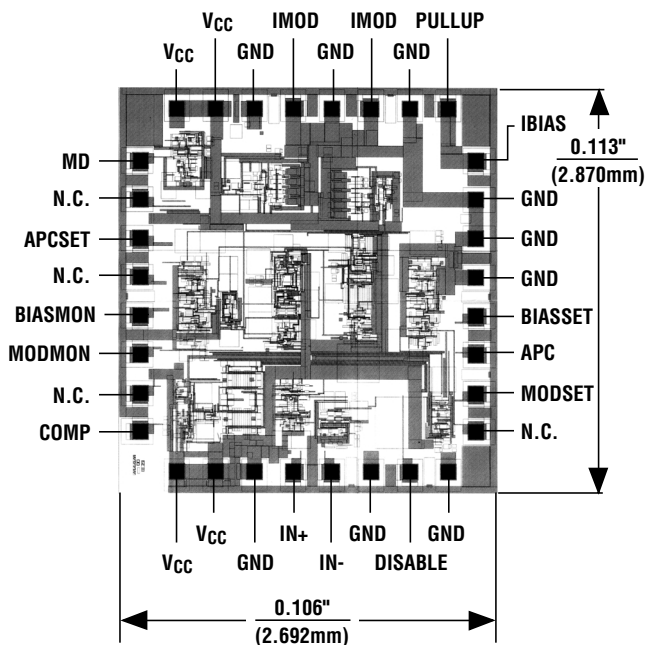 VCC IMOD IMOD PULLUP
VCC GND GND GND
IBIAS
0.113"
(2.870mm)
MD
N.C. GND
APCSET GND
N.C. GND
BIASMON BIASSET
MODMON APC
N.C. MODSET
COMP N.C.
VCC IN+ GND GND
VCC GND IN- DISABLE
0.106"
(2.692mm)